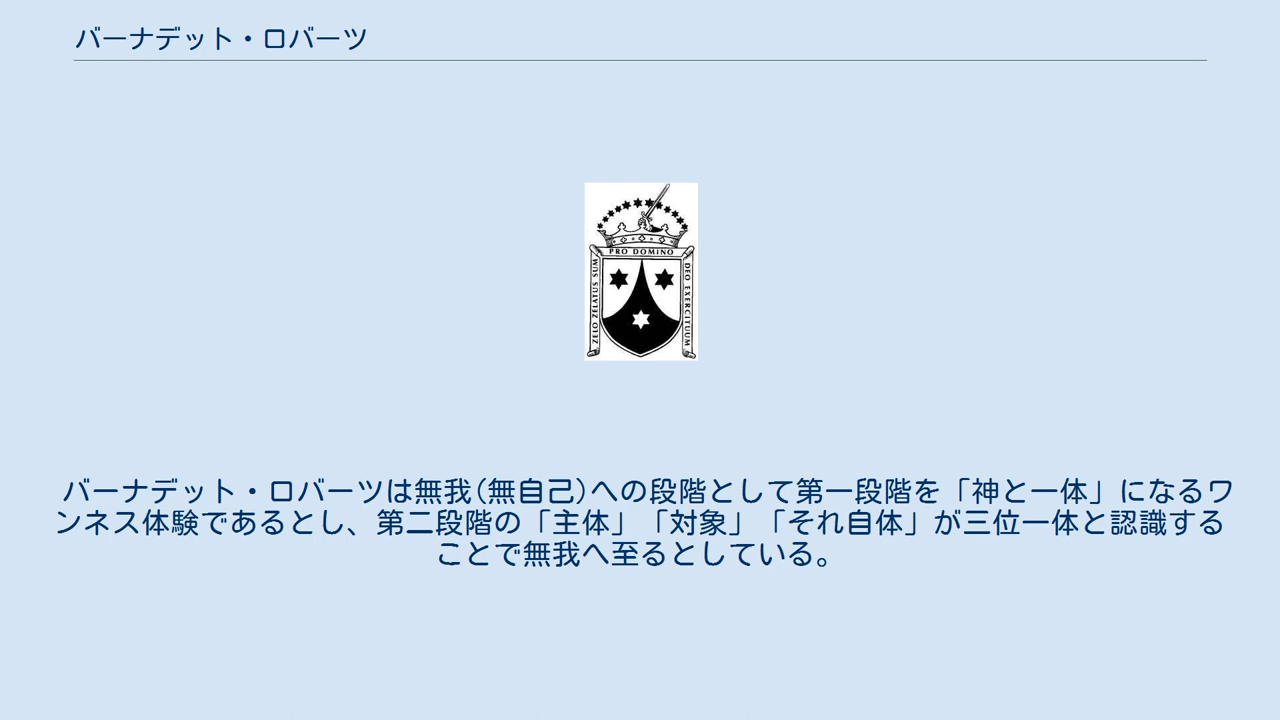 バーナデット・ロバーツ
PRO DOMINO
ZELO ZELATUS SUM
DEO EXERCITUUM
バーナデット・ロバーツは無我(無自己)への段階として第一段階を「神と一体」になるワ
ンネス体験であるとし、第二段階の「主体」「対象」「それ自体」が三位一体と認識する
ことで無我へ至るとしている。